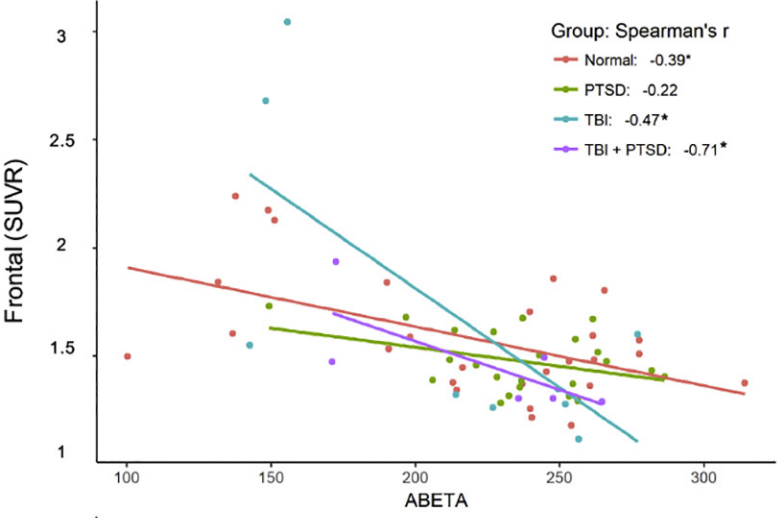 Group: Spearman's r
Normal: -0.39*
PTSD: -0.22
TBI: -0.47*
TBI + PTSD: -0.71*
Frontal (SUVR)
3
2.5
2
1.5
1
100 150 200 250 300
ABETA